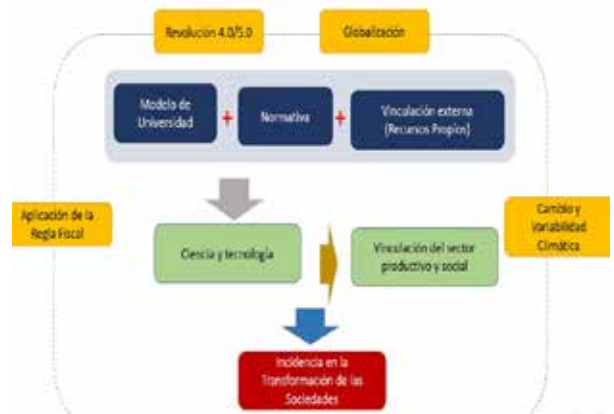 Revolucion 4.0/5.0
Globalización
Modelo de
Universidad
+
Normativa
+
Vinculación externa
(Recursos Propios)
Aplicación de la
Regla Fiscal
Cambio y
Variabilidad
Climática
Ciencia y tecnología
Vinculación del sector
productivo y social
Incidencia en la
Transformación de las
Sociedades